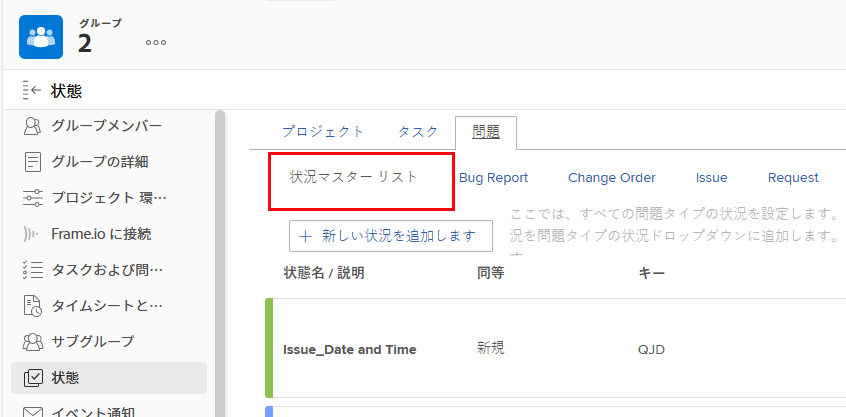 グループ
2
状態
グループメンバー
グループの詳細
プロジェクト 環…
Frame.io に接続
タスクおよび問…
タイムシートと…
サブグループ
状態
イベント通知
プロジェクト タスク 問題
状況マスター リスト Bug Report Change Order Issue Request
ここでは、すべての問題タイプの状況を設定します。
+ 新しい状況を追加します 況を問題タイプの状況ドロップダウンに追加します。
状態名 / 説明 同等 キー
Issue_Date and Time 新規 QJD